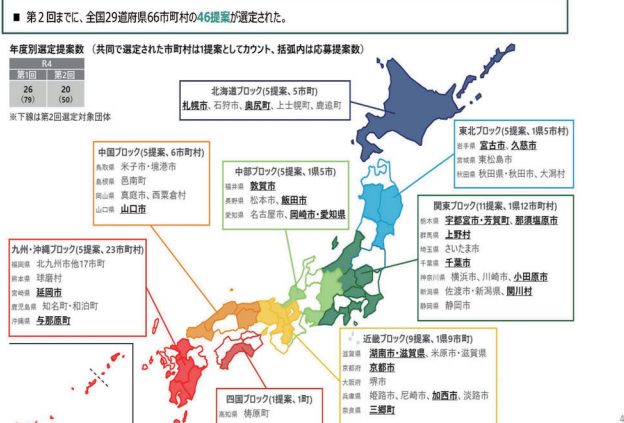 ■ 第２回までに、全国29道府県66市町村の46提案が選定された。
年度別選定提案数 （共同で選定された市町村は1提案としてカウント、括弧内は応募提案数）
R4
第1回 第2回
26 20
(79) (50)
※下線は第2回選定対象団体
北海道ブロック(5提案、5市町)
札幌市、石狩市、奥尻町、上士幌町、鹿追町
東北ブロック(5提案、1県5市村)
岩手県 宮古市、久慈市
宮城県 東松島市
秋田県 秋田県・秋田市、大潟村
中国ブロック(5提案、6市町村)
鳥取県 米子市・境港市
島根県 邑南町
岡山県 真庭市、西粟倉村
山口県 山口市
中部ブロック(5提案、1県5市)
福井県 敦賀市
長野県 松本市、飯田市
愛知県 名古屋市、岡崎市・愛知県
関東ブロック(11提案、1県12市町村)
栃木県 宇都宮市・芳賀町、那須塩原市
群馬県 上野村
埼玉県 さいたま市
千葉県 千葉市
神奈川県 横浜市、川崎市、小田原市
新潟県 佐渡市・新潟県、関川村
静岡県 静岡市
九州・沖縄ブロック(5提案、23市町村)
福岡県 北九州市他17市町
熊本県 球磨村
宮崎県 延岡市
鹿児島県 知名町・和泊町
沖縄県 与那原町
近畿ブロック(9提案、1県9市町)
滋賀県 湖南市・滋賀県、米原市・滋賀県
京都府 京都市
大阪府 堺市
兵庫県 姫路市、尼崎市、加西市、淡路市
奈良県 三郷町
四国ブロック(1提案、1町)
高知県 梼原町
4